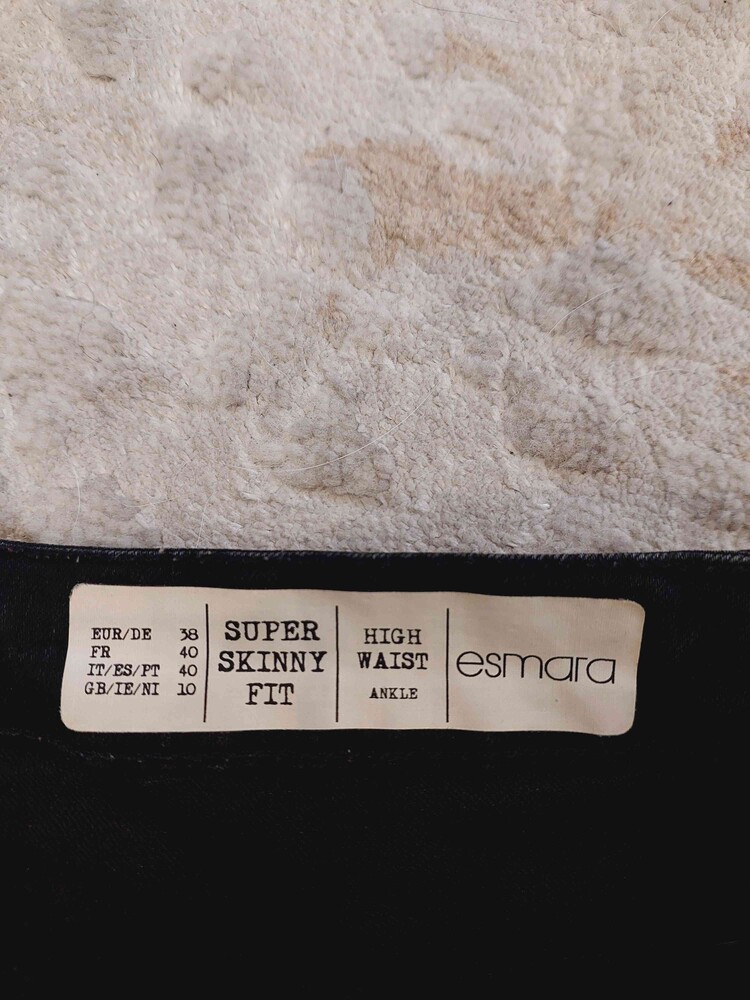 EUR/DE 38
FR 40
IT/ES/PT 40
GB/IE/NI 10
SUPER
SKINNY
FIT
HIGH
WAIST
ANKLE
esmara